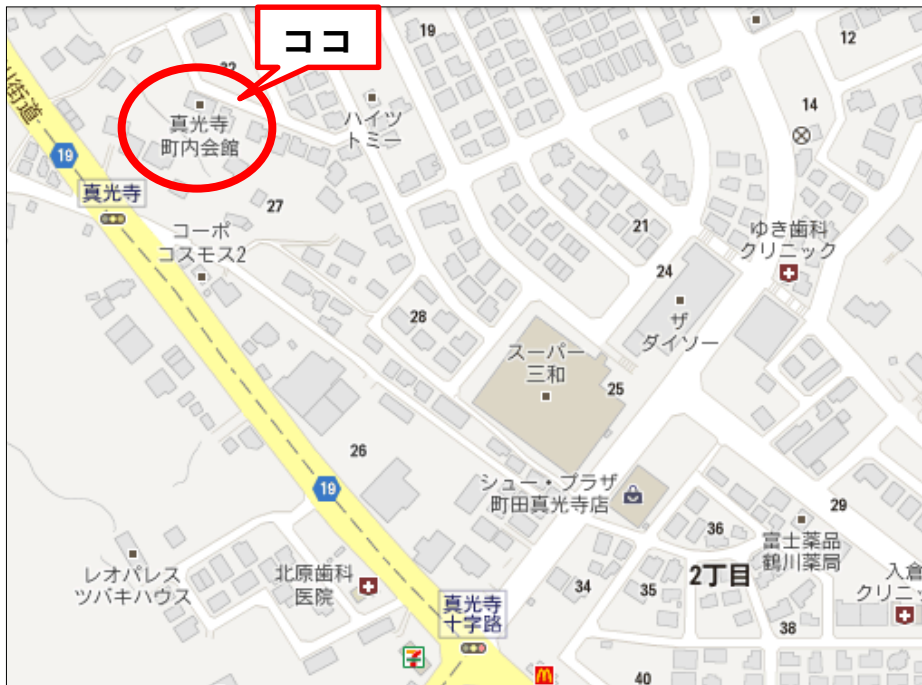 ココ
19
12
32
14
川街道
真光寺
町内会館
ハイツ
トミー
19
真光寺
27
21
ゆき歯科
クリニック
コーポ
コスモス2
24
28
ザ
ダイソー
スーパー
三和
25
26
19
シュー・プラザ
町田真光寺店
29
36
富士薬品
鶴川薬局
レオパレス
ツバキハウス
北原歯科
医院
34
35
2丁目
入倉
クリニッ
真光寺
十字路
38
7
40